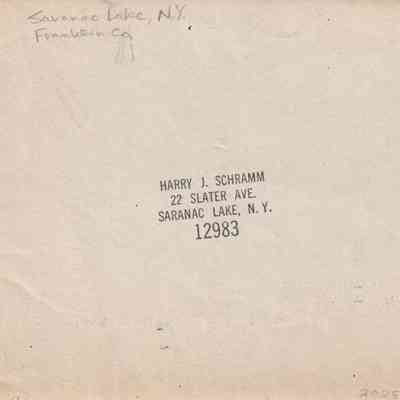 Saranac Lake, N.Y.
Franklin Co
HARRY J. SCHRAMM
22 SLATER AVE.
SARANAC LAKE, N. Y.
12983